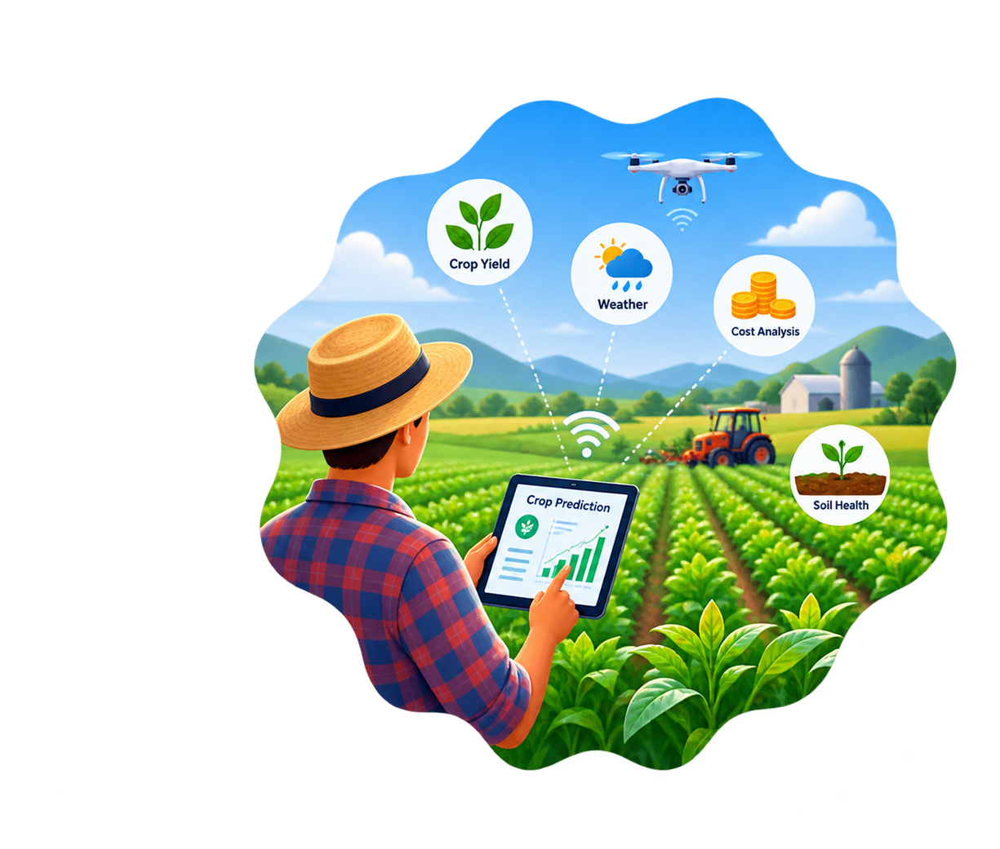 Crop Yield
Weather
Cost Analysis
Soil Health
Crop Prediction